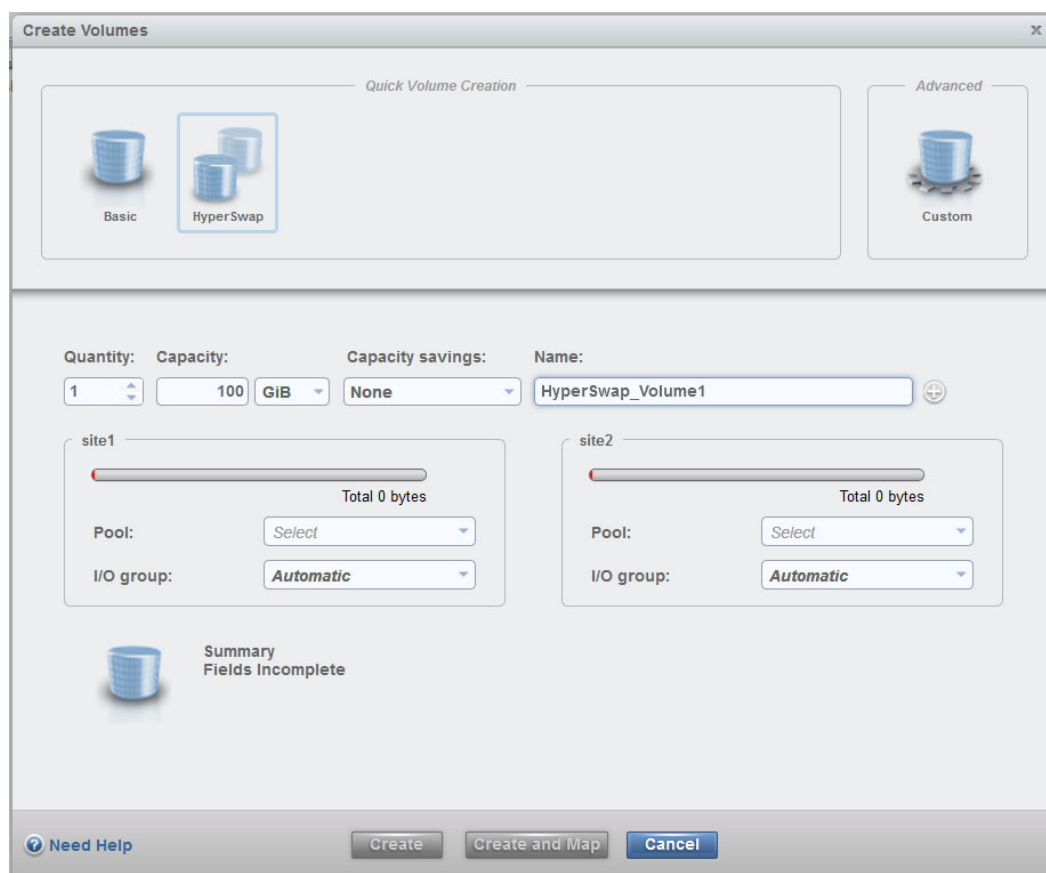 Create Volumes x
Quick Volume Creation
Advanced
Basic
HyperSwap
Custom
Quantity: Capacity: Capacity savings: Name:
1 100 GiB None HyperSwap_Volume1
site1
Total 0 bytes
Pool: Select
I/O group: Automatic
site2
Total 0 bytes
Pool: Select
I/O group: Automatic
Summary
Fields Incomplete
? Need Help Create Create and Map Cancel